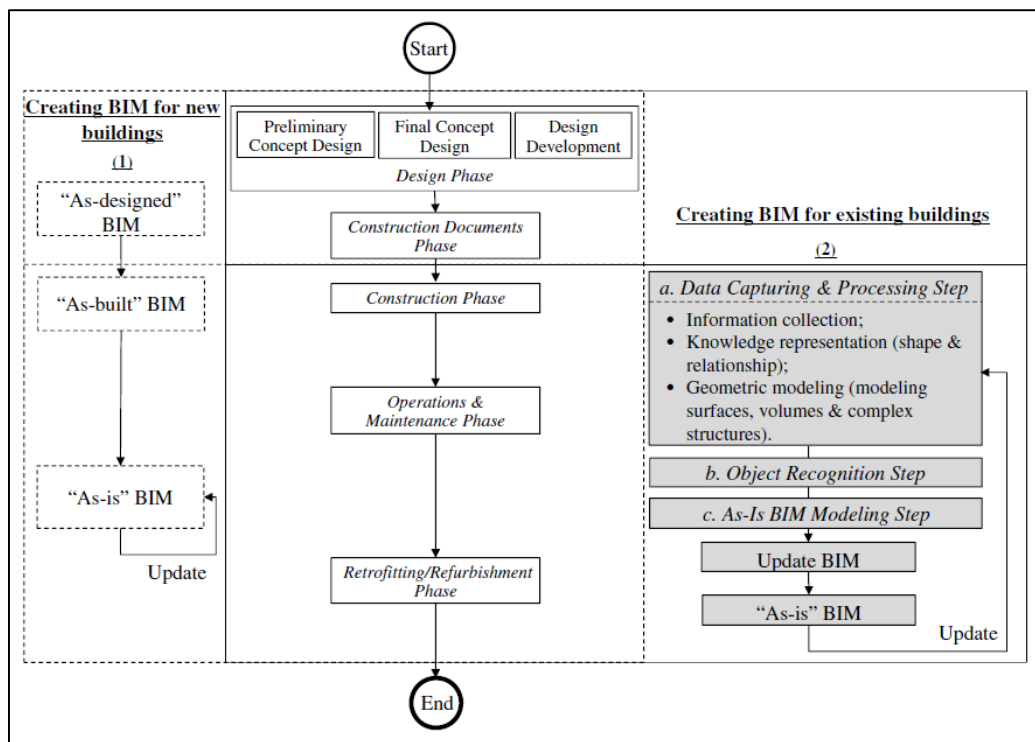 Start
Creating BIM for new
buildings
(1)
“As-designed”
BIM
“As-built” BIM
“As-is” BIM
Update
Preliminary
Concept Design
Final Concept
Design
Design
Development
Design Phase
Construction Documents
Phase
Construction Phase
Operations &
Maintenance Phase
Retrofitting/Refurbishment
Phase
End
Creating BIM for existing buildings
(2)
a. Data Capturing & Processing Step
• Information collection;
• Knowledge representation (shape &
relationship);
• Geometric modeling (modeling
surfaces, volumes & complex
structures).
b. Object Recognition Step
c. As-Is BIM Modeling Step
Update BIM
“As-is” BIM
Update